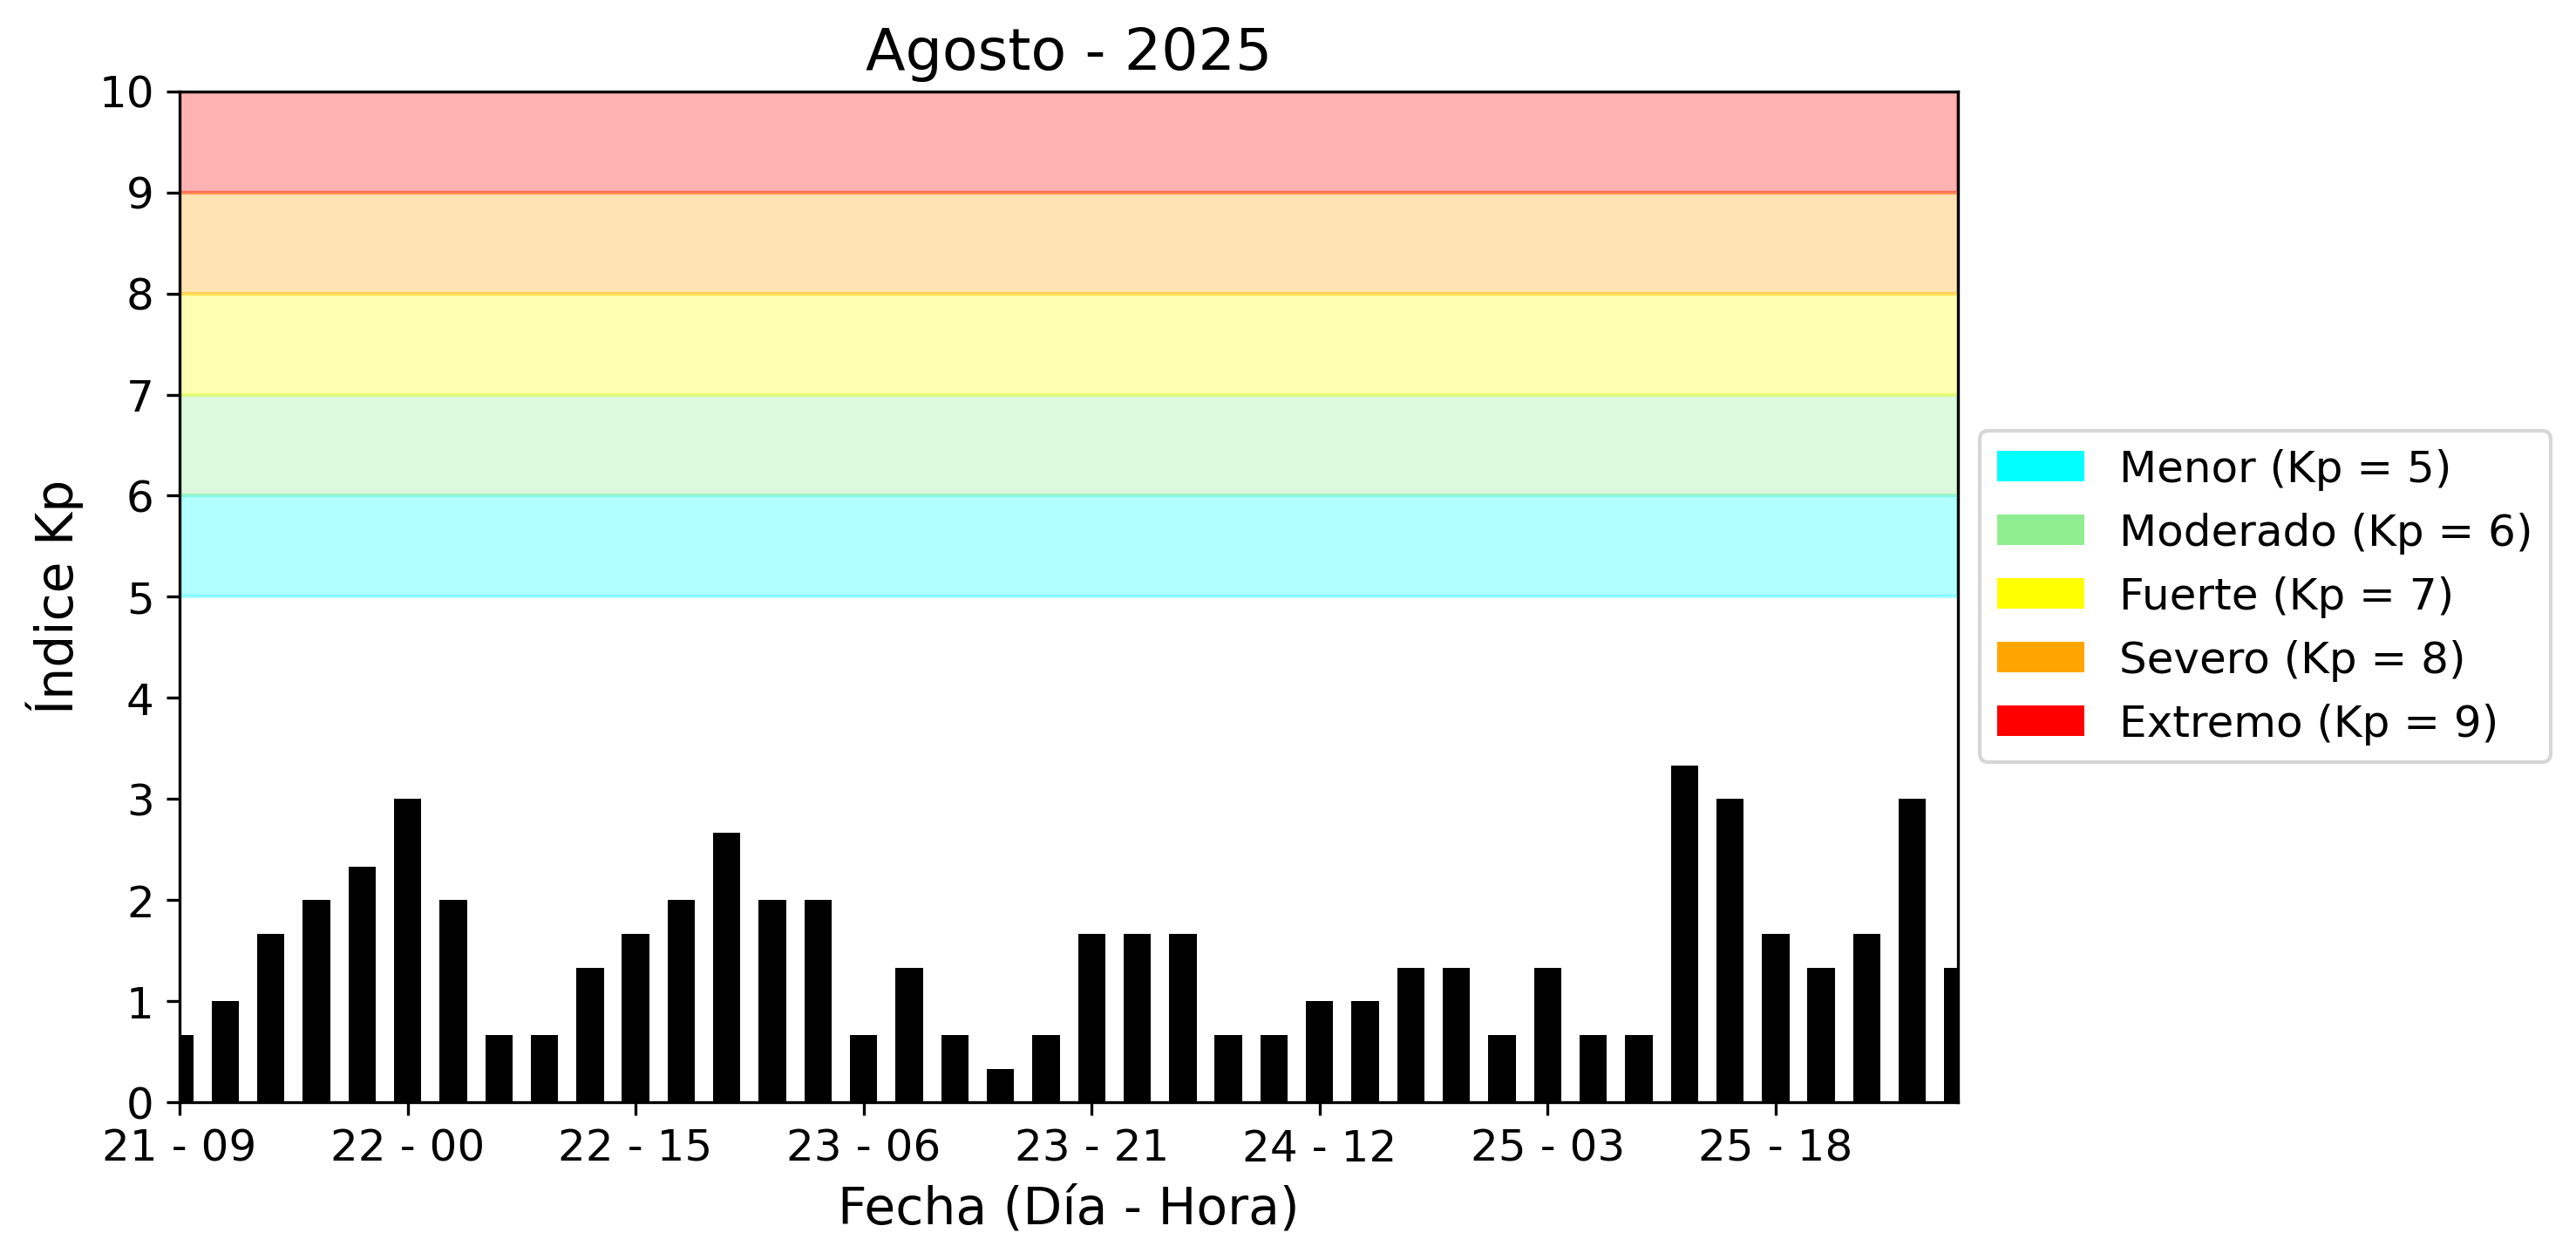 Agosto - 2025
10
9
8
7
6
5
4
3
2
1
0
Índice Kp
21 - 09
22 - 00
22 - 15
23 - 06
23 - 21
24 - 12
25 - 03
25 - 18
Fecha (Día - Hora)
Menor (Kp = 5)
Moderado (Kp = 6)
Fuerte (Kp = 7)
Severo (Kp = 8)
Extremo (Kp = 9)